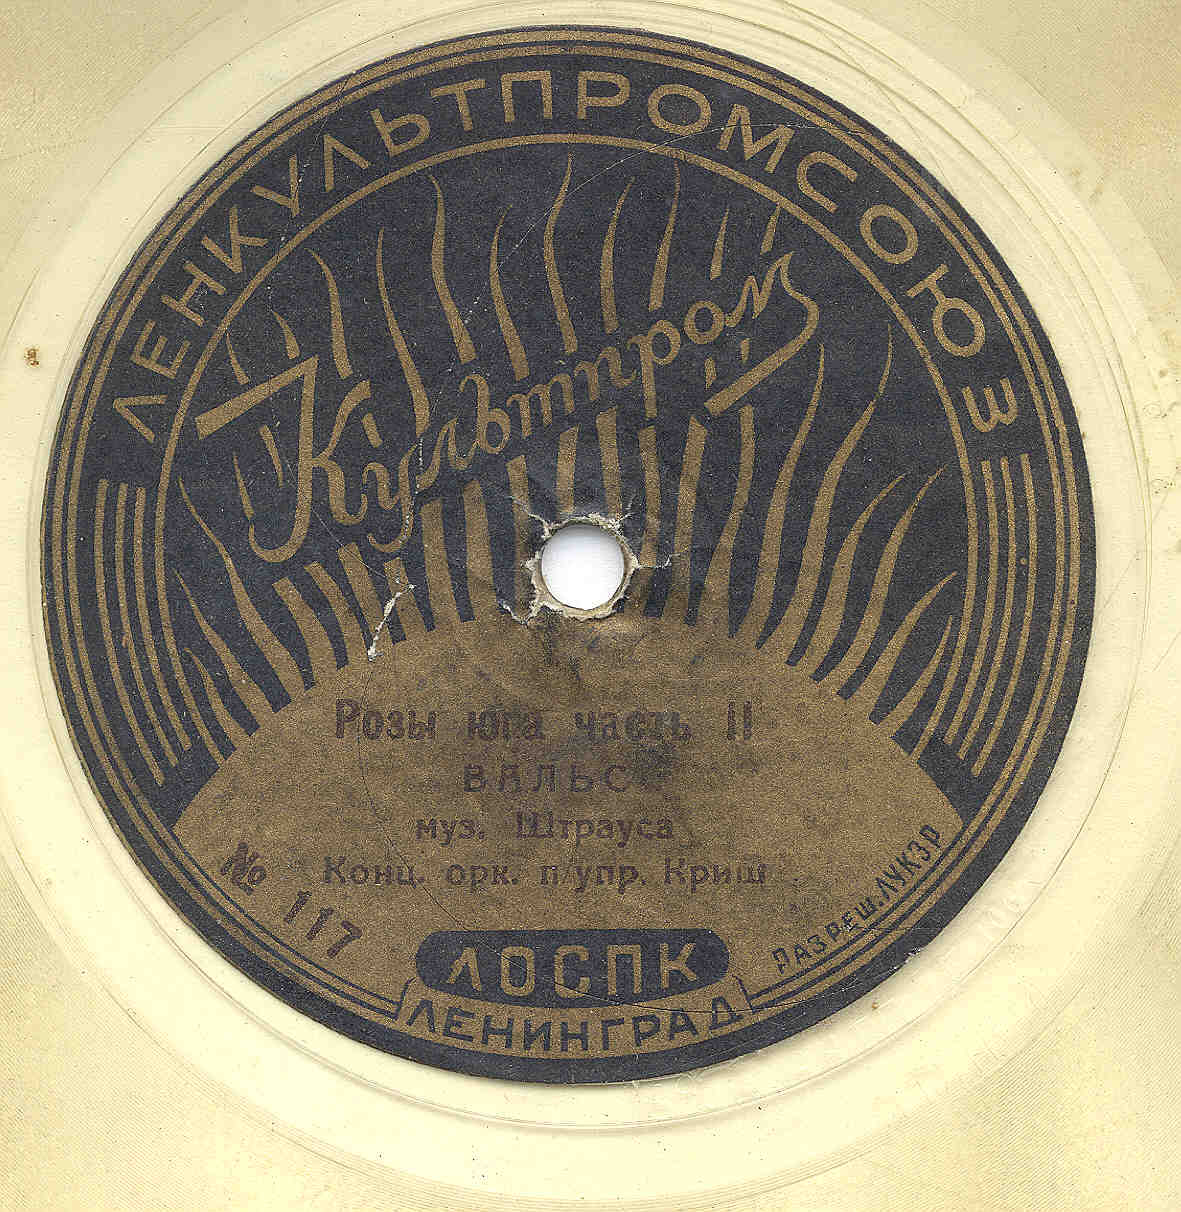 ЛЕНКУЛЬТПРОМСОЮЗ
Культпром
Розы юга часть II
ВАЛЬС
муз. Штрауса
Конц. орк. п/упр. Криш
№ 117
РАЗРЕШ. ЛУКЗР
ЛОСПК
ЛЕНИНГРАД